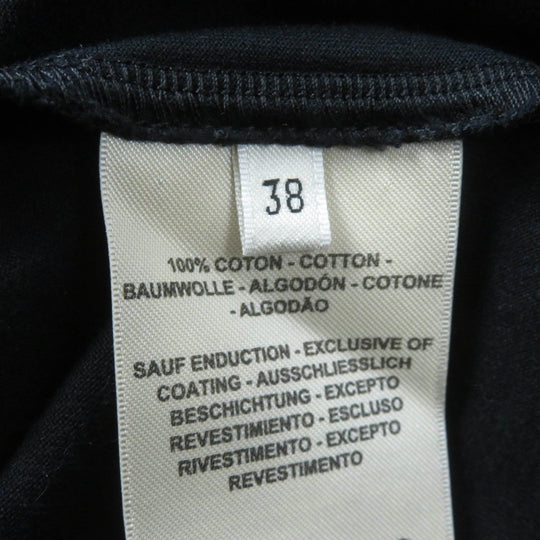 38
100% COTON - COTTON -
BAUMWOLLE - ALGODÓN - COTONE
- ALGODÃO
SAUF ENDUCTION - EXCLUSIVE OF
COATING - AUSSCHLIESSLICH
BESCHICHTUNG - EXCEPTO
REVESTIMIENTO - ESCLUSO
RIVESTIMENTO - EXCEPTO
REVESTIMENTO